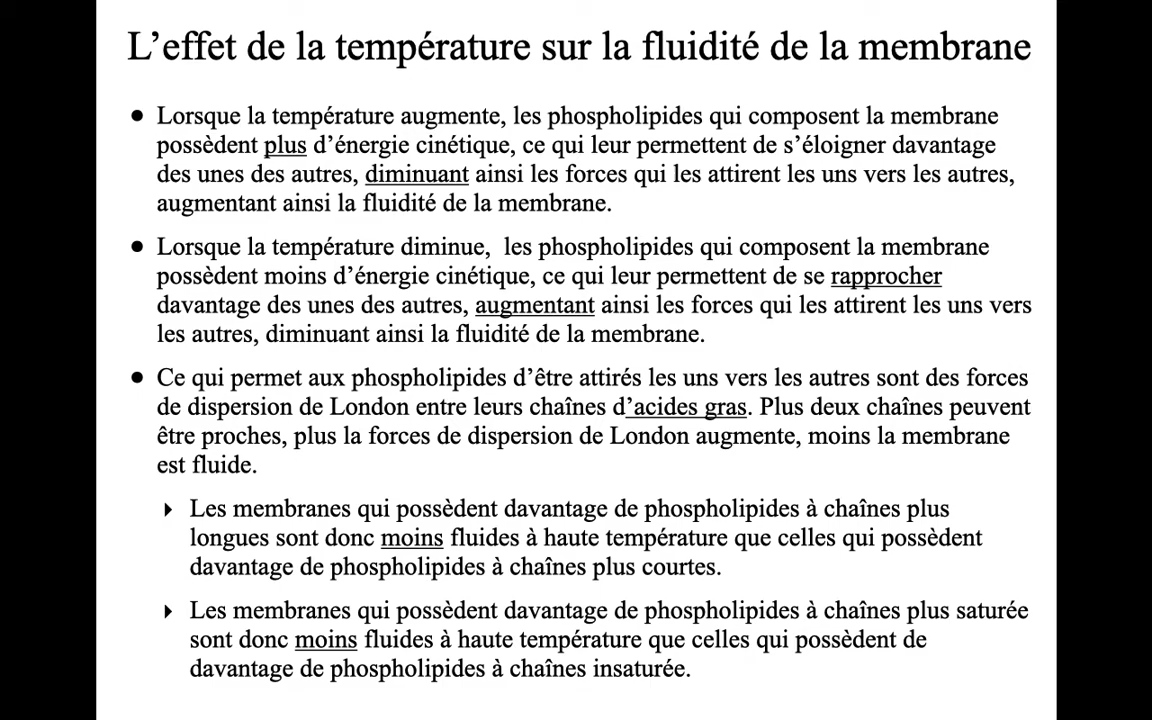 L’effet de la température sur la fluidité de la membrane
• Lorsque la température augmente, les phospholipides qui composent la membrane
possèdent plus d’énergie cinétique, ce qui leur permettent de s’éloigner davantage
des unes des autres, diminuant ainsi les forces qui les attirent les uns vers les autres,
augmentant ainsi la fluidité de la membrane.
• Lorsque la température diminue,  les phospholipides qui composent la membrane
possèdent moins d’énergie cinétique, ce qui leur permettent de se rapprocher
davantage des unes des autres, augmentant ainsi les forces qui les attirent les uns vers
les autres, diminuant ainsi la fluidité de la membrane.
• Ce qui permet aux phospholipides d’être attirés les uns vers les autres sont des forces
de dispersion de London entre leurs chaînes d’acides gras. Plus deux chaînes peuvent
être proches, plus la forces de dispersion de London augmente, moins la membrane
est fluide.
‣ Les membranes qui possèdent davantage de phospholipides à chaînes plus
longues sont donc moins fluides à haute température que celles qui possèdent
davantage de phospholipides à chaînes plus courtes.
‣ Les membranes qui possèdent davantage de phospholipides à chaînes plus saturée
sont donc moins fluides à haute température que celles qui possèdent de
davantage de phospholipides à chaînes insaturée.